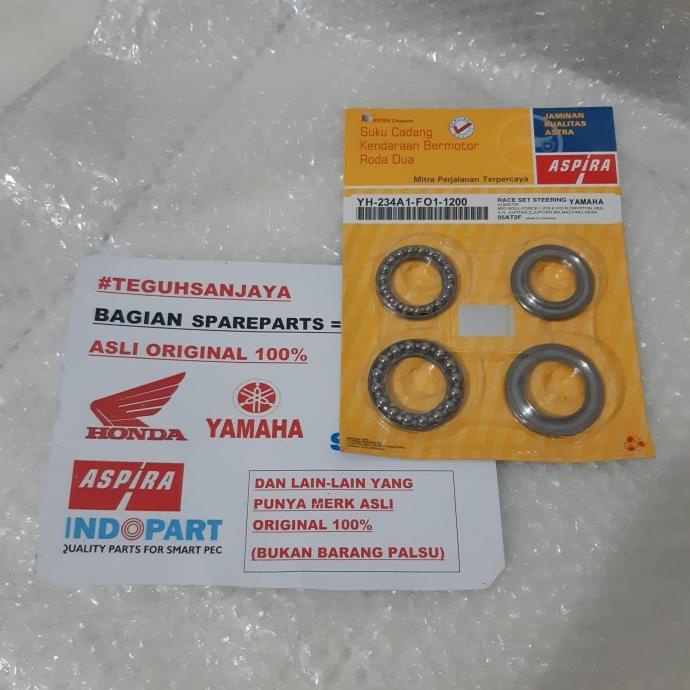 ASTRA Otoparts
Suku Cadang
Kendaraan Bermotor
Roda Dua
Mitra Perjalanan Terpercaya
JAMINAN
KUALITAS
ASTRA
ASPIRA
YH-234A1-FO1-1200
RACE SET STEERING YAMAHA
05AT2F
#TEGUHSANJAYA
BAGIAN SPAREPARTS =
ASLI ORIGINAL 100%
HONDA
YAMAHA
S
ASPIRA
INDOPART
QUALITY PARTS FOR SMART PEO
DAN LAIN-LAIN YANG
PUNYA MERK ASLI
ORIGINAL 100%
(BUKAN BARANG PALSU)